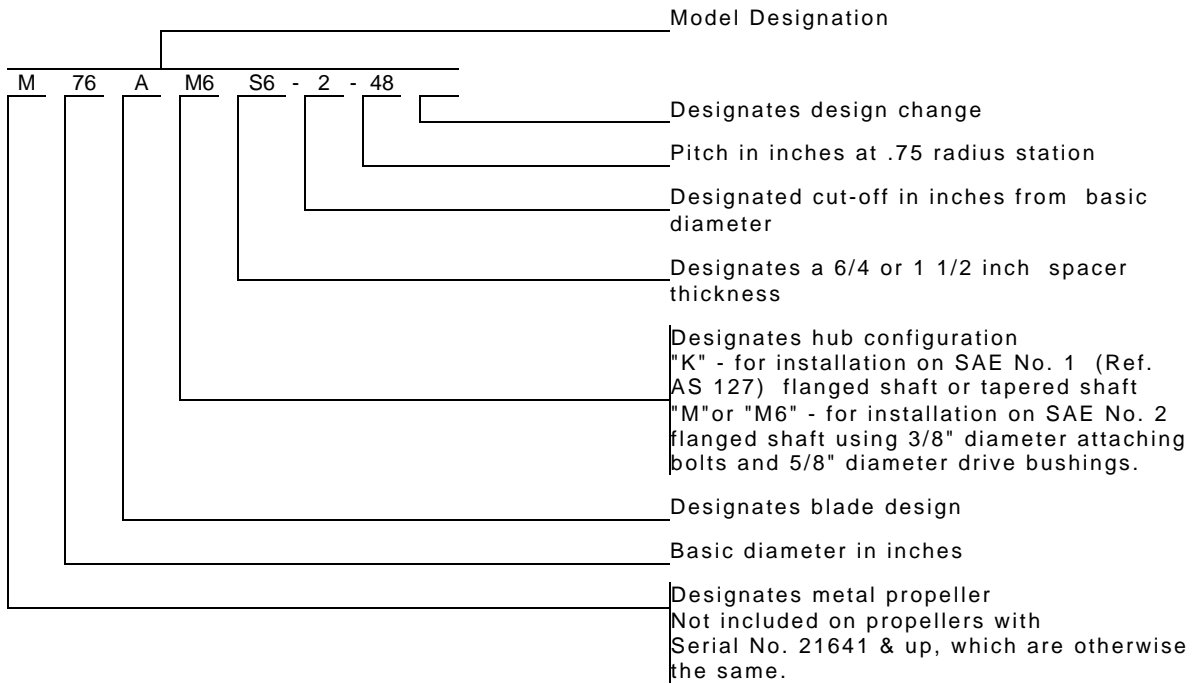 Model Designation
M 76 A M6 S6 - 2 - 48
Designates design change
Pitch in inches at .75 radius station
Designated cut-off in inches from basic
diameter
Designates a 6/4 or 1 1/2 inch spacer
thickness
Designates hub configuration
"K" - for installation on SAE No. 1 (Ref.
AS 127) flanged shaft or tapered shaft
"M"or "M6" - for installation on SAE No. 2
flanged shaft using 3/8" diameter attaching
bolts and 5/8" diameter drive bushings.
Designates blade design
Basic diameter in inches
Designates metal propeller
Not included on propellers with
Serial No. 21641 & up, which are otherwise
the same.